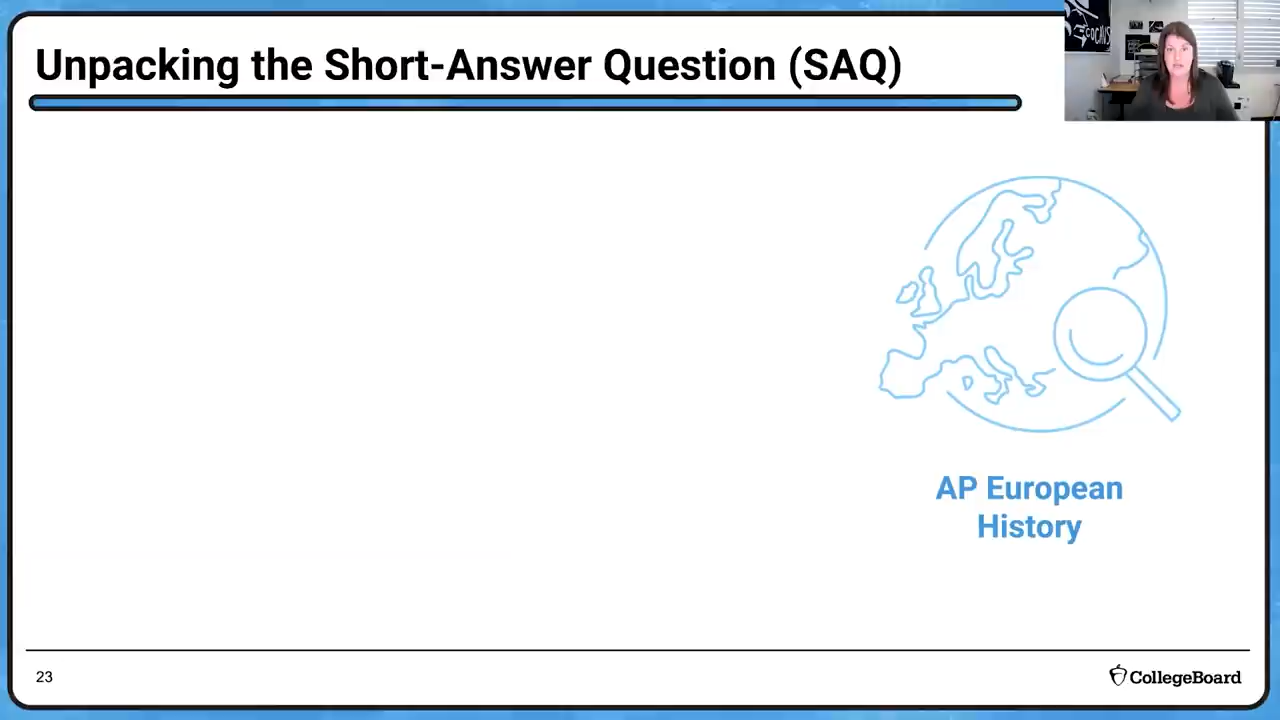 Unpacking the Short-Answer Question (SAQ)
AP European
History
23
CollegeBoard